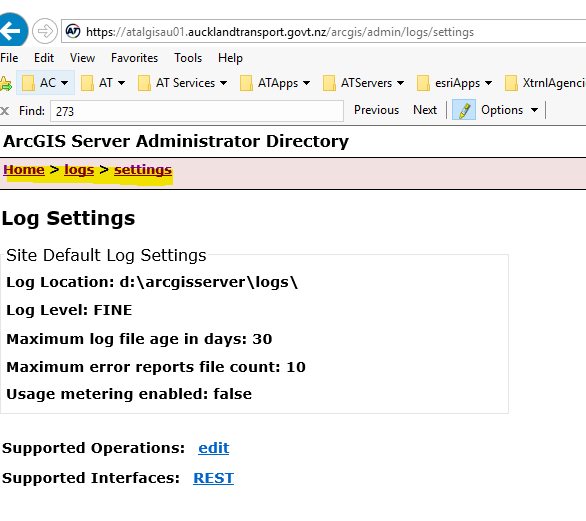 https://atalgisau01.aucklandtransport.govt.nz/arcgis/admin/logs/settings
File Edit View Favorites Tools Help
AC AT AT Services ATApps ATServers esriApps XtrnlAgenci
x Find: 273 Previous Next Options
ArcGIS Server Administrator Directory
Home > logs > settings
Log Settings
Site Default Log Settings
Log Location: d:\arcgisserver\logs\
Log Level: FINE
Maximum log file age in days: 30
Maximum error reports file count: 10
Usage metering enabled: false
Supported Operations: edit
Supported Interfaces: REST